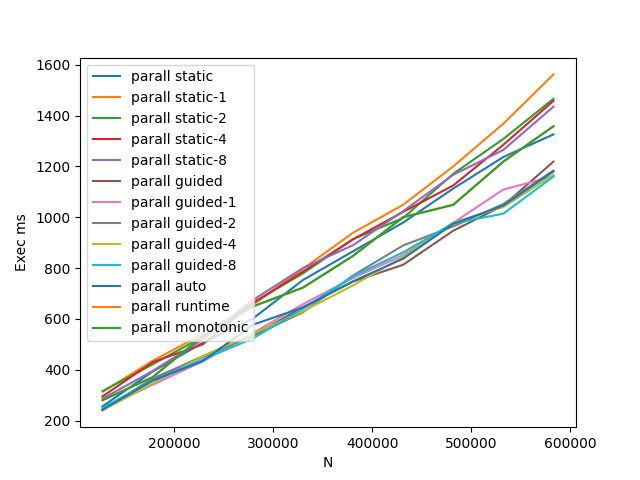 1600
1400
1200
1000
800
600
400
200
Exec ms
parall static
parall static-1
parall static-2
parall static-4
parall static-8
parall guided
parall guided-1
parall guided-2
parall guided-4
parall guided-8
parall auto
parall runtime
parall monotonic
200000 300000 400000 500000 600000
N